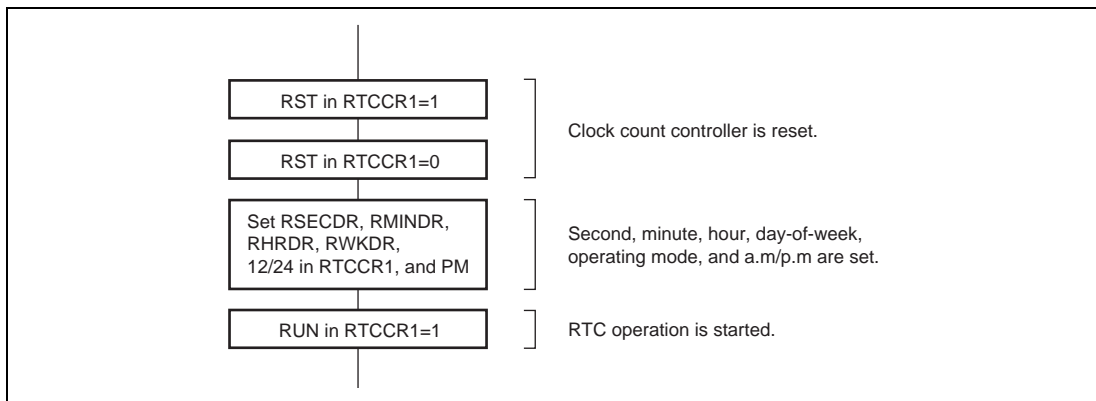 RST in RTCCR1=1
RST in RTCCR1=0
Clock count controller is reset.
Set RSECDR, RMINDR,
RHRDR, RWKDR,
12/24 in RTCCR1, and PM
Second, minute, hour, day-of-week,
operating mode, and a.m/p.m are set.
RUN in RTCCR1=1
RTC operation is started.